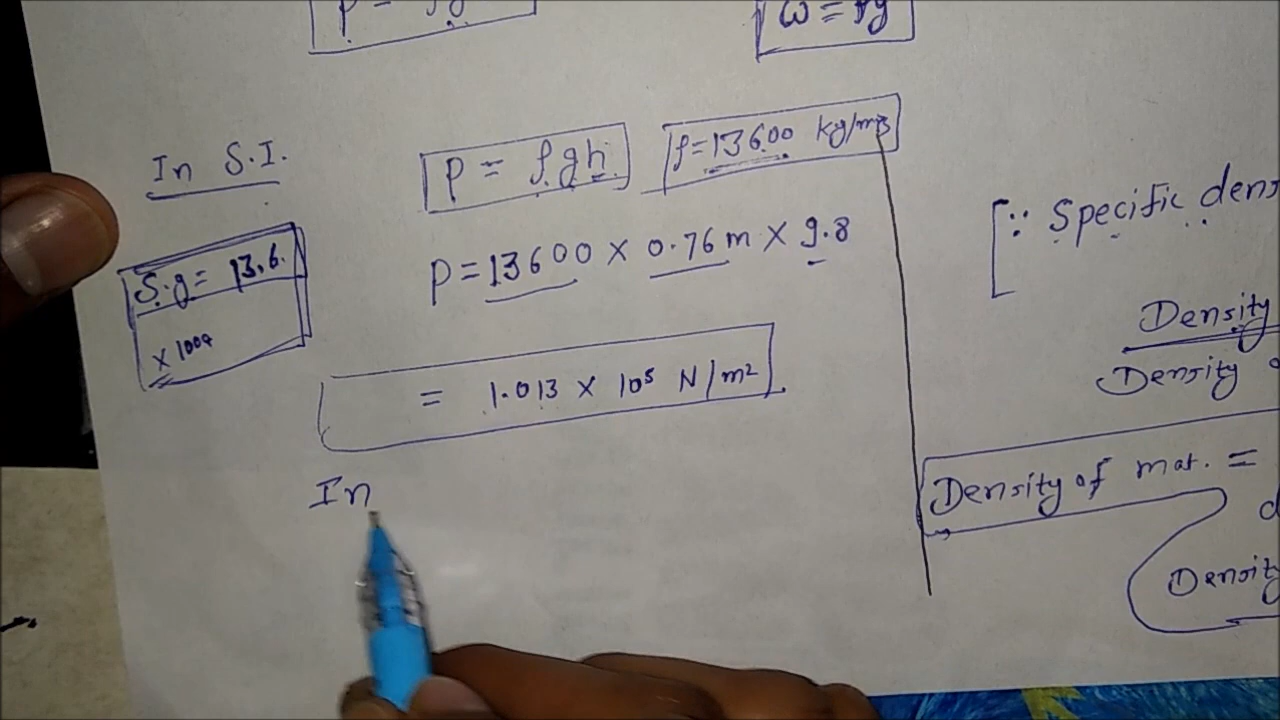 ω = ρg
In S.I.
P = ρgh
ρ = 13600 kg/m³
S.g = 13.6
× 1000
P = 13600 × 0.76 m × 9.8
= 1.013 × 10⁵ N/m²
In
[∵ Specific dens
Density
Density
Density of mat. =
d
Densit